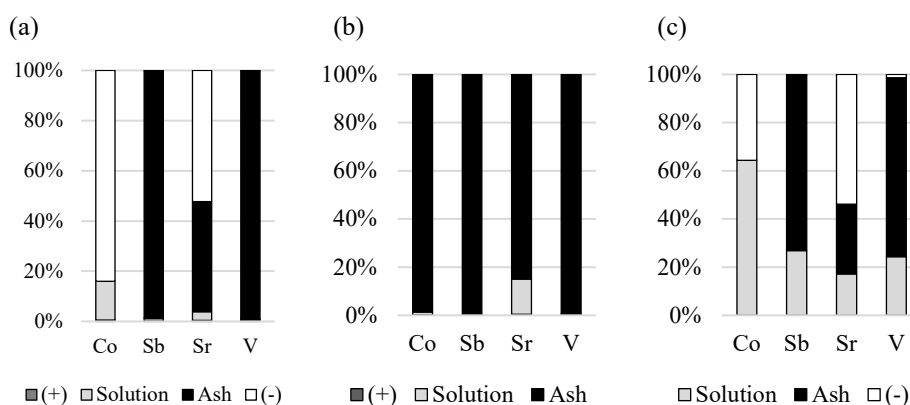 (a)
100%
80%
60%
40%
20%
0%
Co Sb Sr V
(+) Solution Ash (-)
(b)
100%
80%
60%
40%
20%
0%
Co Sb Sr V
(+) Solution Ash
(c)
100%
80%
60%
40%
20%
0%
Co Sb Sr V
Solution Ash (-)